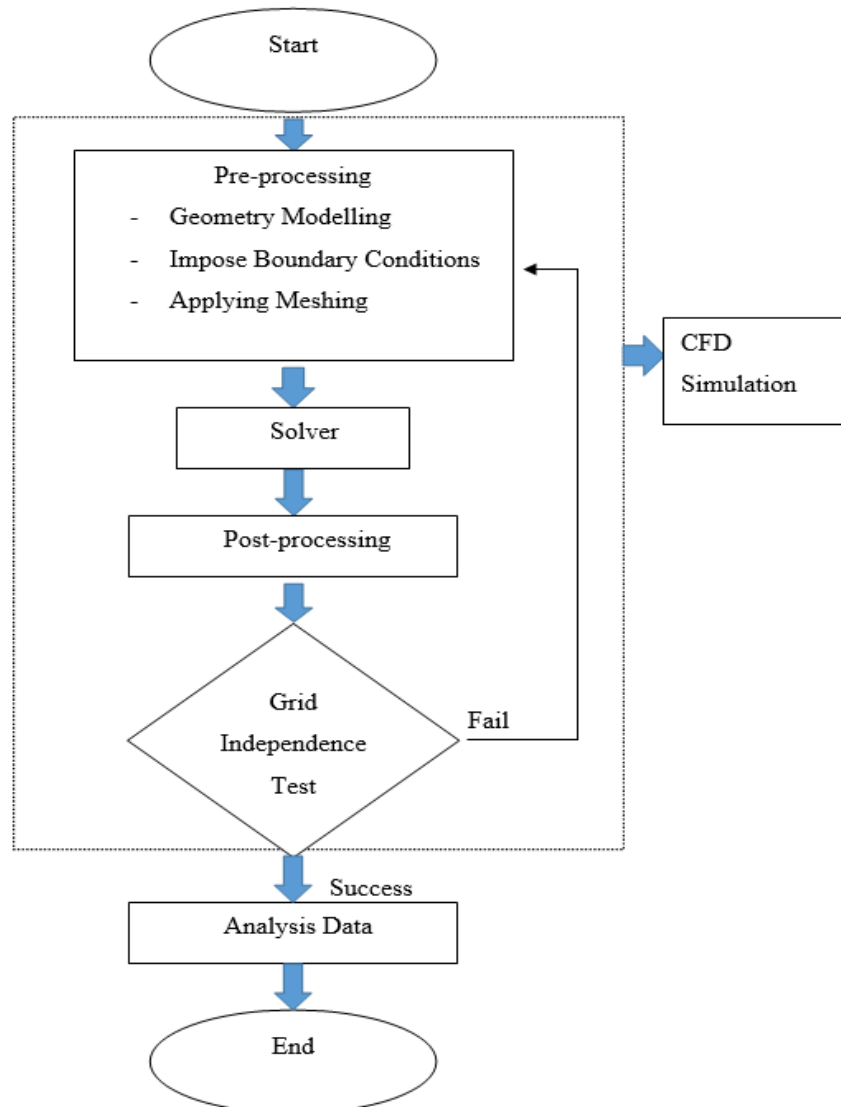 Start
Pre-processing
- Geometry Modelling
- Impose Boundary Conditions
- Applying Meshing
CFD
Simulation
Solver
Post-processing
Grid
Independence
Test
Fail
Success
Analysis Data
End